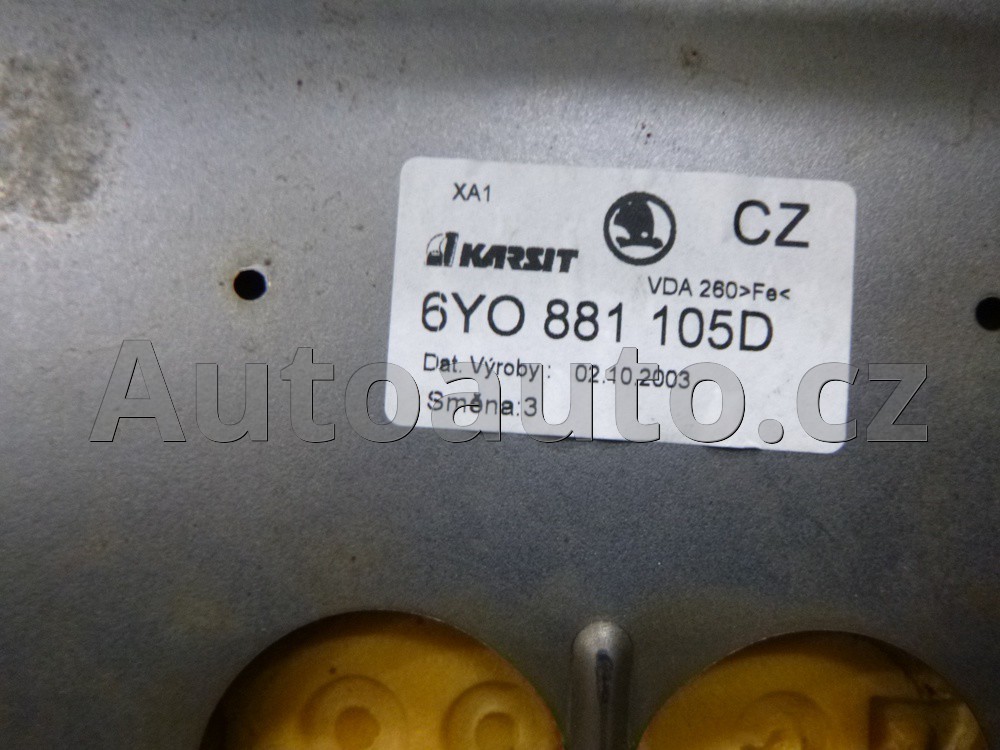 XA1
CZ
KARSIT
VDA 260>Fe<
6YO 881 105D
Dat. Výroby: 02.10.2003
Směna:3
Autoauto.cz